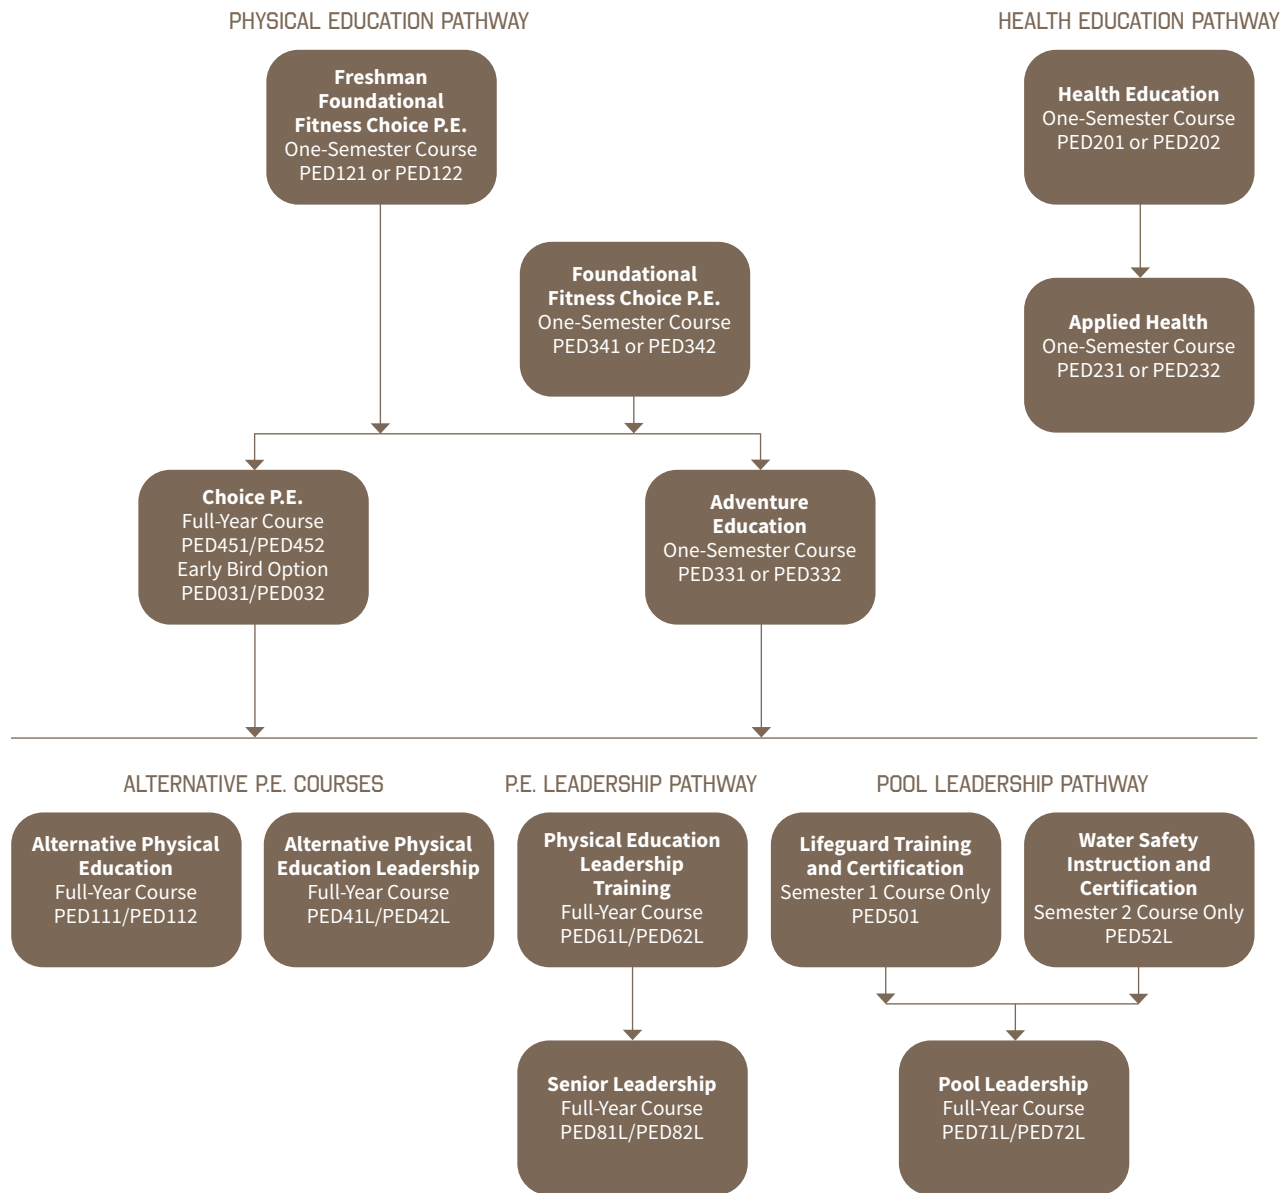 PHYSICAL EDUCATION PATHWAY
HEALTH EDUCATION PATHWAY
Freshman
Foundational
Fitness Choice P.E.
One-Semester Course
PED121 or PED122
Health Education
One-Semester Course
PED201 or PED202
Foundational
Fitness Choice P.E.
One-Semester Course
PED341 or PED342
Applied Health
One-Semester Course
PED231 or PED232
Choice P.E.
Full-Year Course
PED451/PED452
Early Bird Option
PED031/PED032
Adventure
Education
One-Semester Course
PED331 or PED332
ALTERNATIVE P.E. COURSES
P.E. LEADERSHIP PATHWAY
POOL LEADERSHIP PATHWAY
Alternative Physical
Education
Full-Year Course
PED111/PED112
Alternative Physical
Education Leadership
Full-Year Course
PED41L/PED42L
Physical Education
Leadership
Training
Full-Year Course
PED61L/PED62L
Lifeguard Training
and Certification
Semester 1 Course Only
PED501
Water Safety
Instruction and
Certification
Semester 2 Course Only
PED52L
Senior Leadership
Full-Year Course
PED81L/PED82L
Pool Leadership
Full-Year Course
PED71L/PED72L